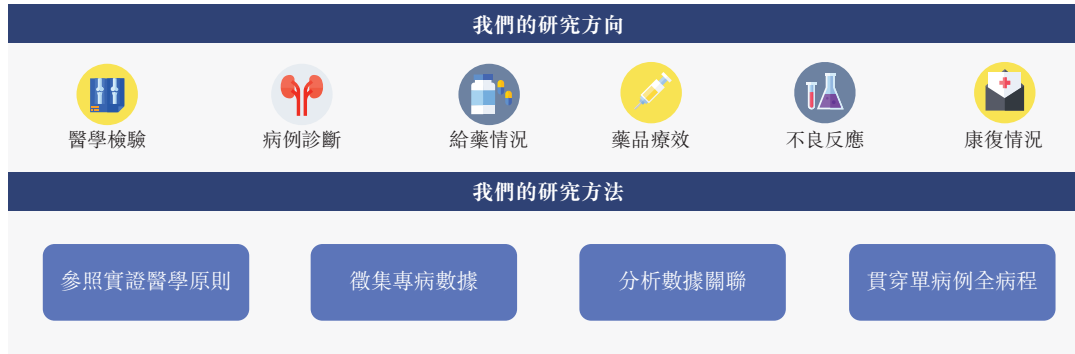 我們的研究方向
醫學檢驗
病例診斷
給藥情況
藥品療效
不良反應
康復情況
我們的研究方法
參照實證醫學原則
徵集專病數據
分析數據關聯
貫穿單病例全病程